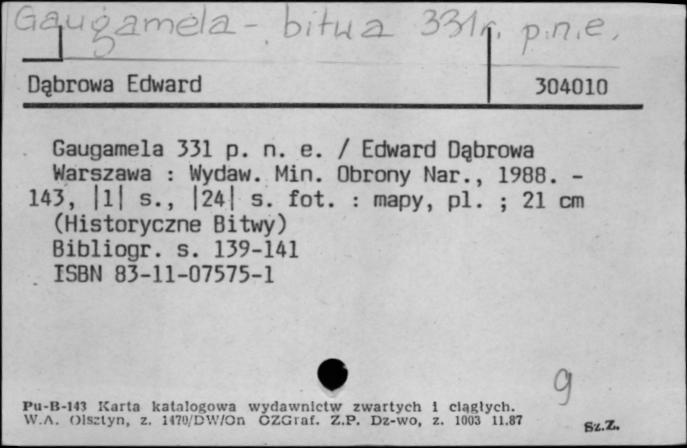 Gaugamela - bitwa 331 r. p.n.e.
Dąbrowa Edward
304010
Gaugamela 331 p. n. e. / Edward Dąbrowa
Warszawa : Wydaw. Min. Obrony Nar., 1988. -
143, |1| s., |24| s. fot. : mapy, pl. ; 21 cm
(Historyczne Bitwy)
Bibliogr. s. 139-141
ISBN 83-11-07575-1
g
Pu-B-143 Karta katalogowa wydawnictw zwartych i ciągłych.
W.A. Olsztyn, z. 1470/DW/On OZGraf. Z.P. Dz-wo, z. 1003 11.87
Sz.Z.